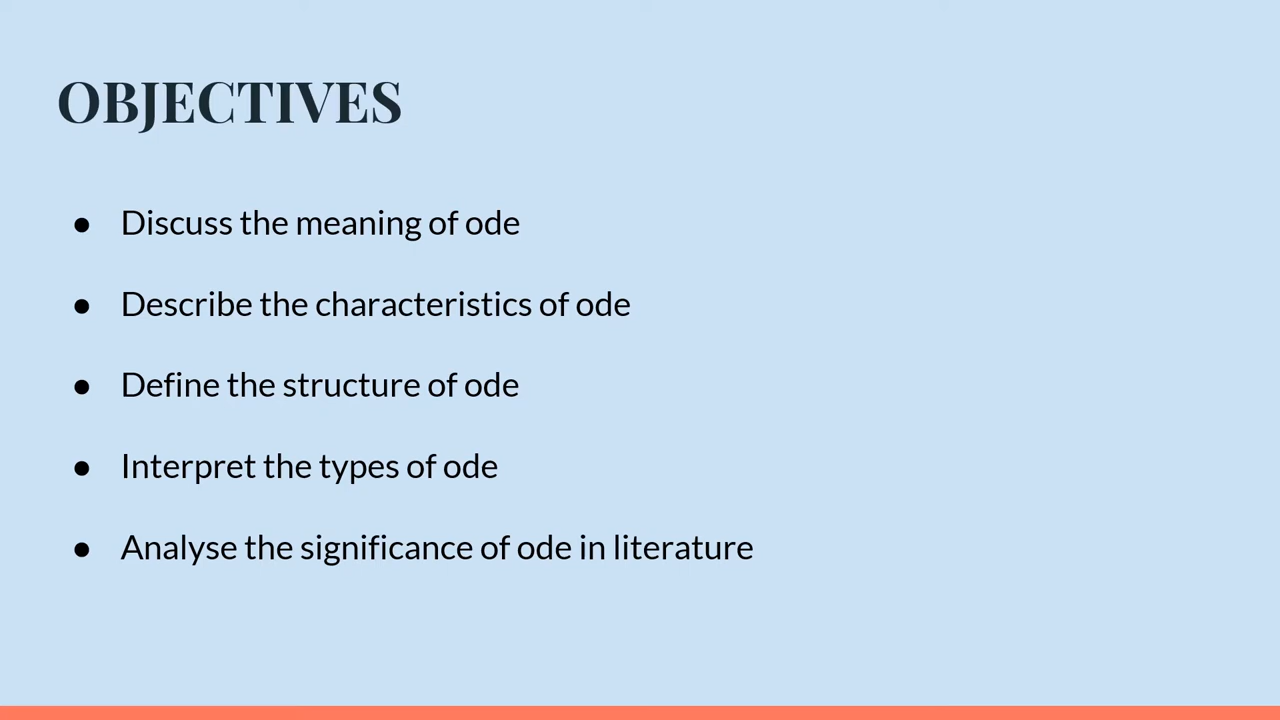 OBJECTIVES
● Discuss the meaning of ode
● Describe the characteristics of ode
● Define the structure of ode
● Interpret the types of ode
● Analyse the significance of ode in literature